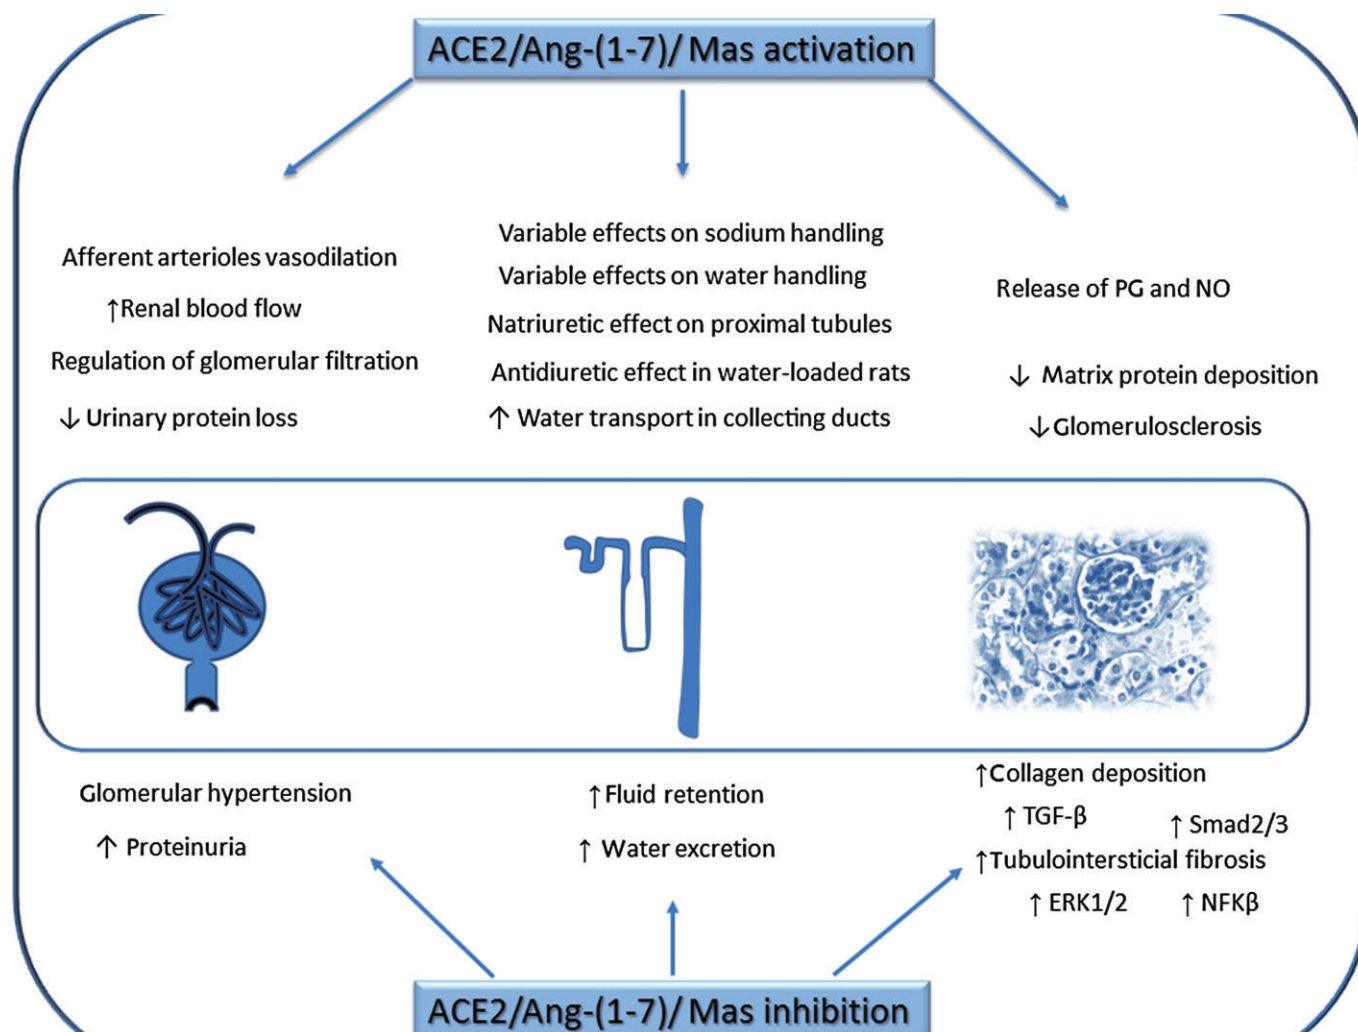 ACE2/Ang-(1-7)/ Mas activation
Afferent arterioles vasodilation
↑Renal blood flow
Regulation of glomerular filtration
↓ Urinary protein loss
Variable effects on sodium handling
Variable effects on water handling
Natriuretic effect on proximal tubules
Antidiuretic effect in water-loaded rats
↑ Water transport in collecting ducts
Release of PG and NO
↓ Matrix protein deposition
↓Glomerulosclerosis
Glomerular hypertension
↑ Proteinuria
↑Fluid retention
↑ Water excretion
↑Collagen deposition
↑ TGF-β ↑ Smad2/3
↑Tubulointersticial fibrosis
↑ ERK1/2 ↑ NFKβ
ACE2/Ang-(1-7)/ Mas inhibition